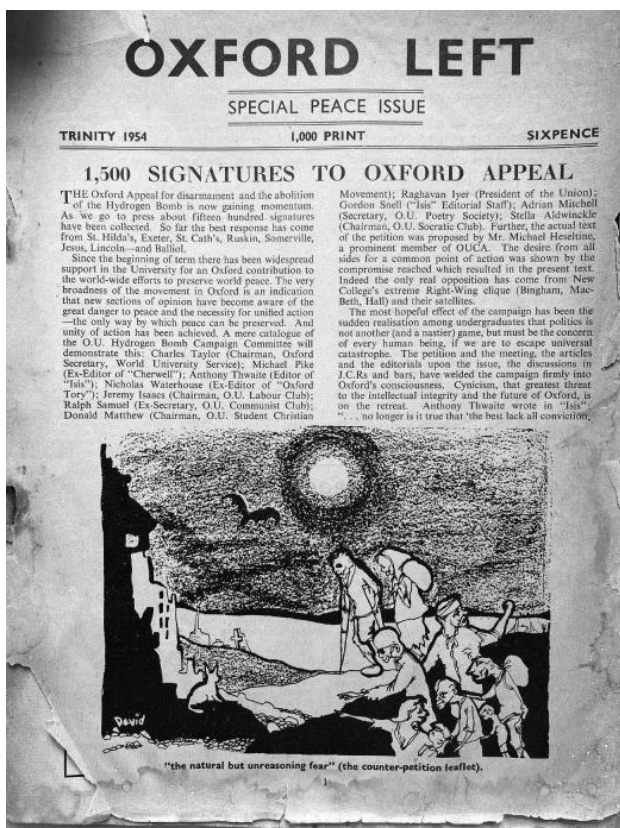 OXFORD LEFT
SPECIAL PEACE ISSUE
TRINITY 1954
1,000 PRINT
SIXPENCE
1,500 SIGNATURES TO OXFORD APPEAL
THE Oxford Appeal for disarmament and the abolition
of the Hydrogen Bomb is now gaining momentum.
As we go to press about fifteen hundred signatures
have been collected. So far the best response has come
from St. Hilda's, Exeter, St. Cath's, Ruskin, Somerville,
Jesus, Lincoln—and Balliol.
Since the beginning of term there has been widespread
support in the University for an Oxford contribution to
the world-wide efforts to preserve world peace. The very
broadness of the movement in Oxford is an indication
that new sections of opinion have become aware of the
great danger to peace and the necessity for unified action
—the only way by which peace can be preserved. And
unity of action has been achieved. A mere catalogue of
the O.U. Hydrogen Bomb Campaign Committee will
demonstrate this: Charles Taylor (Chairman, Oxford
Secretary, World University Service); Michael Pike
(Ex-Editor of "Cherwell"); Anthony Thwaite (Editor of
"Isis"); Nicholas Waterhouse (Ex-Editor of "Oxford
Tory"); Jeremy Isaacs (Chairman, O.U. Labour Club);
Ralph Samuel (Ex-Secretary, O.U. Communist Club);
Donald Matthew (Chairman, O.U. Student Christian
Movement); Raghavan Iyer (President of the Union);
Gordon Snell ("Isis" Editorial Staff); Adrian Mitchell
(Secretary, O.U. Poetry Society); Stella Aldwinckle
(Chairman, O.U. Socratic Club). Further, the actual text
of the petition was proposed by Mr. Michael Heseltine,
a prominent member of OUCA. The desire from all
sides for a common point of action was shown by the
compromise reached which resulted in the present text.
Indeed the only real opposition has come from New
College's extreme Right-Wing clique (Bingham, Mac-
Beth, Hall) and their satellites.
The most hopeful effect of the campaign has been the
sudden realisation among undergraduates that politics is
not another (and a nastier) game, but must be the concern
of every human being, if we are to escape universal
catastrophe. The petition and the meeting, the articles
and the editorials upon the issue, the discussions in
J.C.Rs and bars, have welded the campaign firmly into
Oxford's consciousness. Cynicism, that greatest threat
to the intellectual integrity and the future of Oxford, is
on the retreat. Anthony Thwaite wrote in "Isis":
". . . no longer is it true that 'the best lack all conviction,
David
"the natural but unreasoning fear" (the counter-petition leaflet).
1